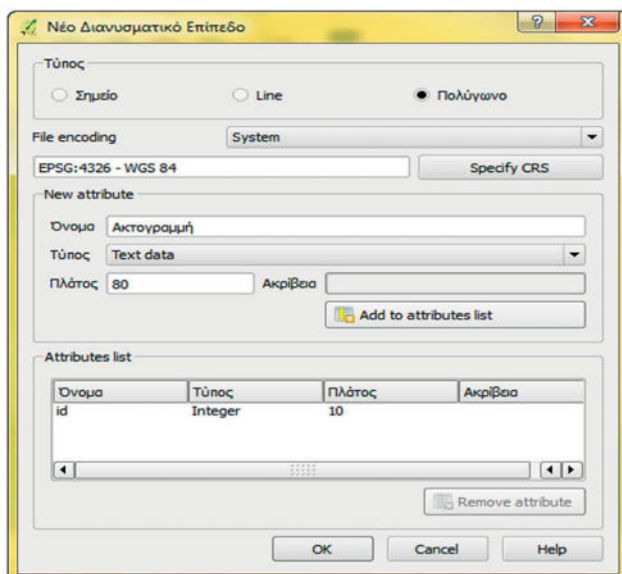 Νέο Διανυσματικό Επίπεδο
Τύπος
Σημείο Line Πολύγωνο
File encoding System
EPSG:4326 - WGS 84 Specify CRS
New attribute
Όνομα Ακτογραμμή
Τύπος Text data
Πλάτος 80 Ακρίβεια
Add to attributes list
Attributes list
Όνομα Τύπος Πλάτος Ακρίβεια
id Integer 10
Remove attribute
OK Cancel Help